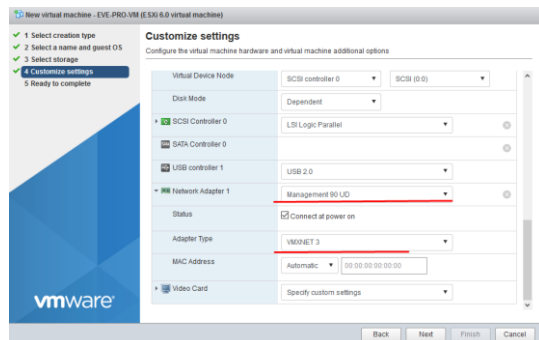 New virtual machine - EVE-PRO-VM (ESXi 6.0 virtual machine)
1 Select creation type
2 Select a name and guest OS
3 Select storage
4 Customize settings
5 Ready to complete
Customize settings
Configure the virtual machine hardware and virtual machine additional options
Virtual Device Node SCSI controller 0 SCSI (0:0)
Disk Mode Dependent
SCSI Controller 0 LSI Logic Parallel
SATA Controller 0
USB controller 1 USB 2.0
Network Adapter 1 Management 90 UD
Status Connect at power on
Adapter Type VMXNET 3
MAC Address Automatic 00:00:00:00:00:00
Video Card Specify custom settings
vmware
Back Next Finish Cancel